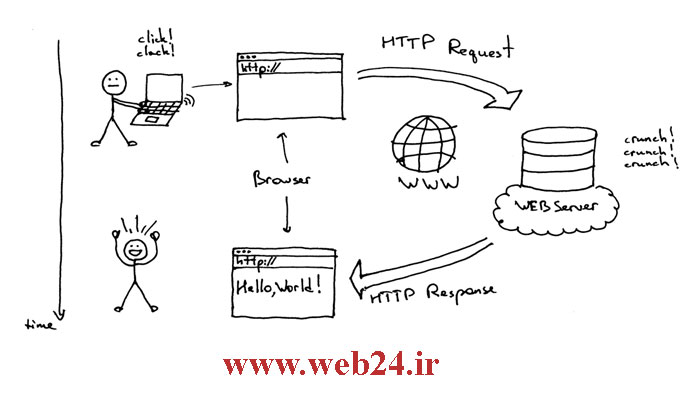 click!
clack!
http://
HTTP Request
WWW
crunch!
crunch!
crunch!
WEB Server
Browser
http://
Hello, World!
HTTP Response
time
www.web24.ir